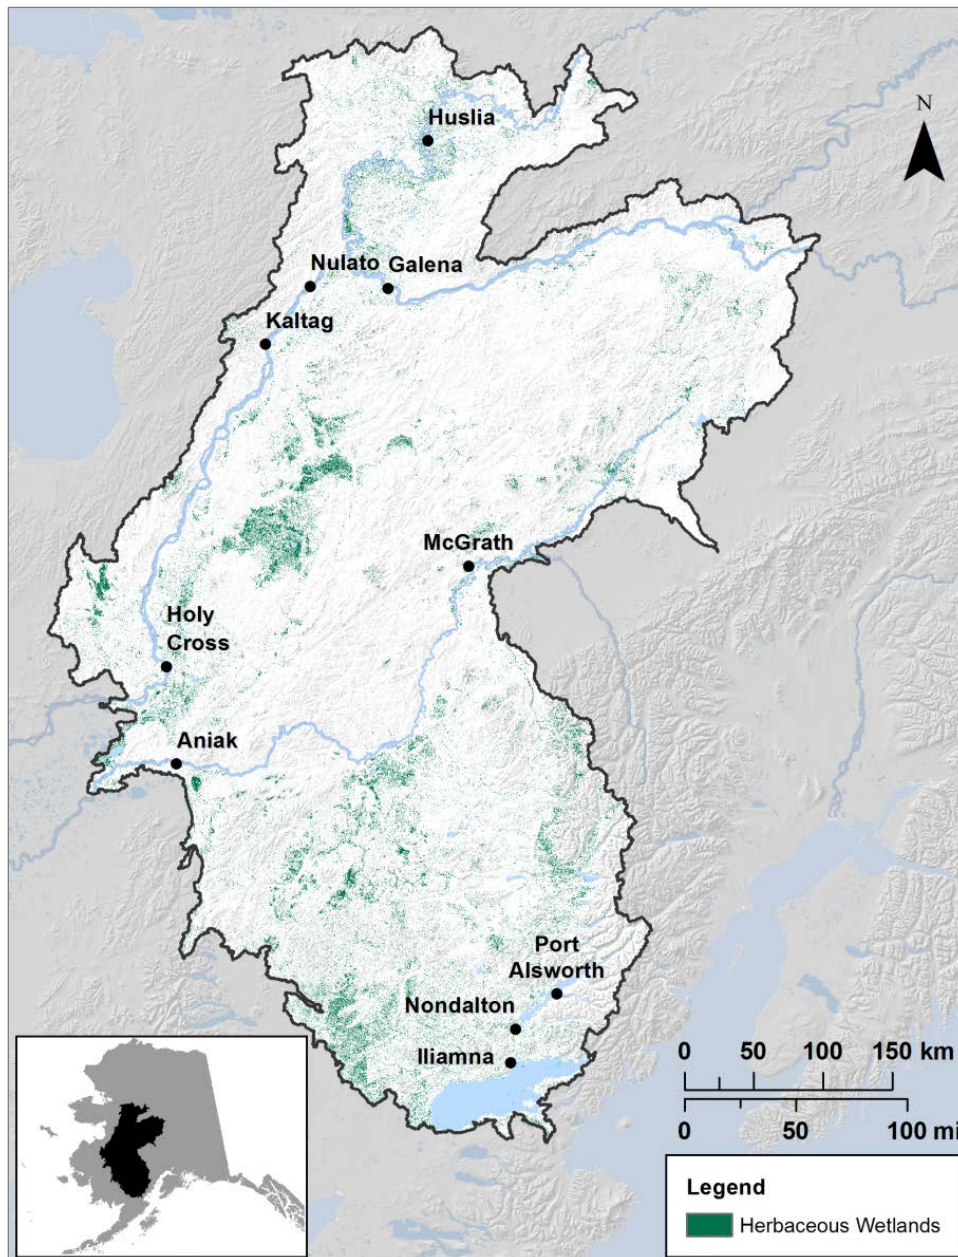 N
Huslia
Nulato
Galena
Kaltag
McGrath
Holy
Cross
Aniak
Port
Alsworth
Nondalton
Iliamna
0 50 100 150 km
0 50 100 mi
Legend
Herbaceous Wetlands